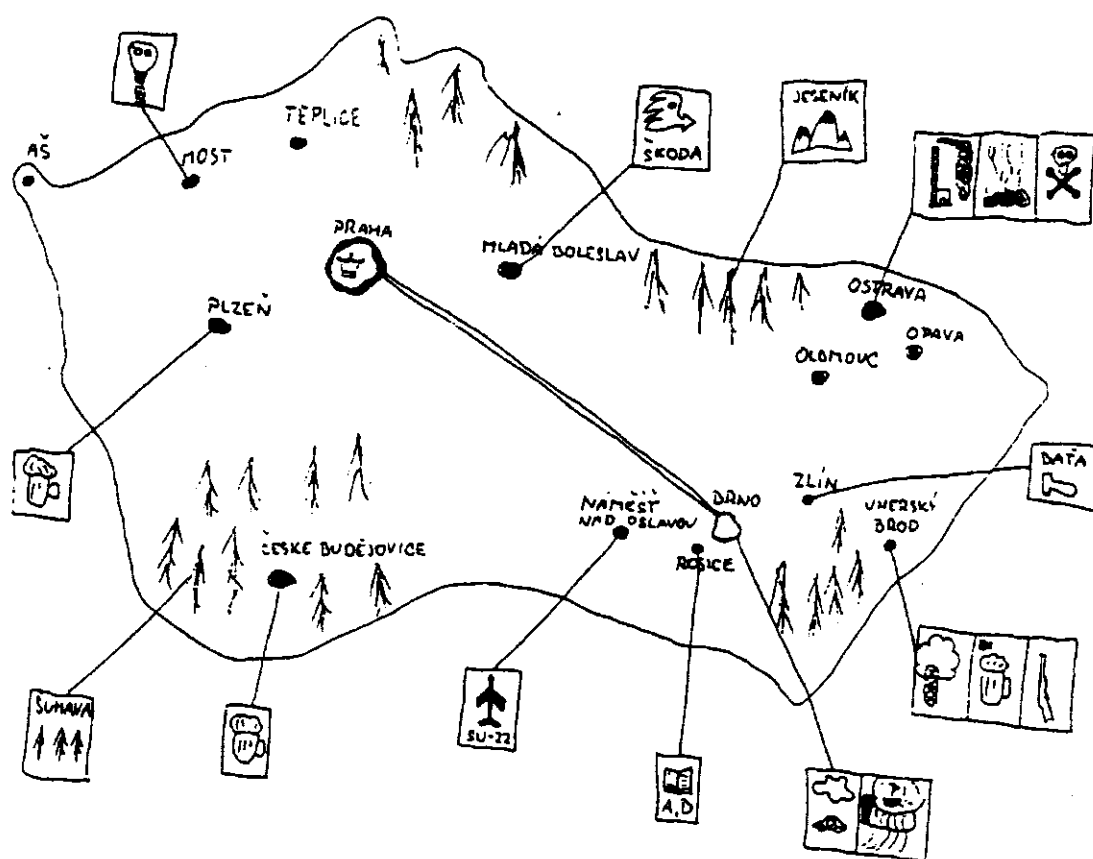 AŠ
MOST
TEPLICE
ŠKODA
JESENÍK
PRAHA
MLADÁ BOLESLAV
OSTRAVA
PLZEŇ
OPAVA
OLOMOUC
BAŤA
ZLÍN
UHERSKÝ
BROD
NÁMĚŠŤ
NAD OSLAVOU
BRNO
ROSICE
ČESKÉ BUDĚJOVICE
ŠUMAVA
SU-22
A,D